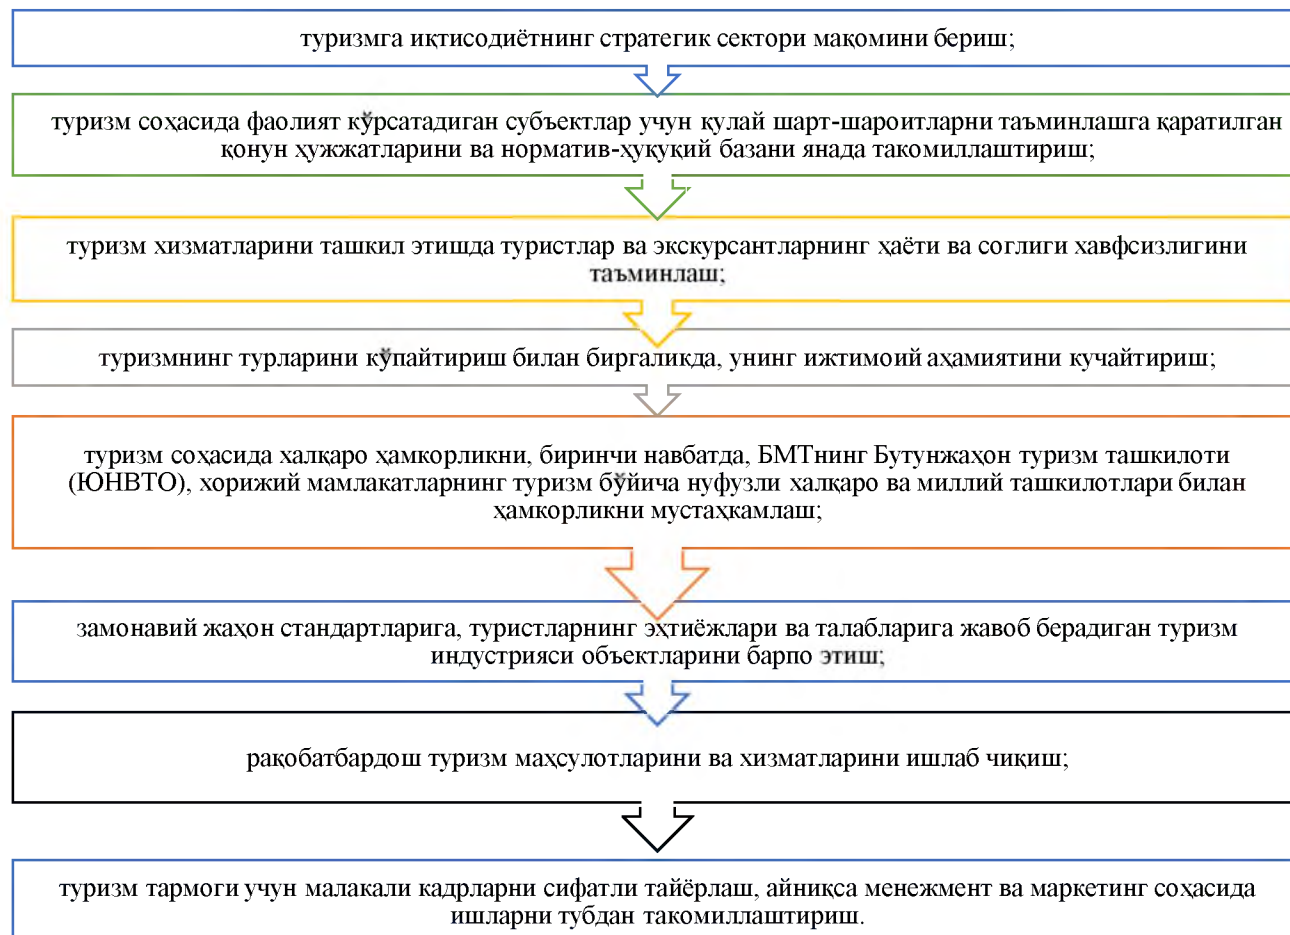 туризмга иқтисодиётнинг стратегик сектори мақомини бериш;
туризм соҳасида фаолият кўрсатадиган субъектлар учун қулай шарт-шароитларни таъминлашга қаратилган
қонун ҳужжатларини ва норматив-ҳуқуқий базани янада такомиллаштириш;
туризм хизматларини ташкил этишда туристлар ва экскурсантларнинг ҳаёти ва соглиги хавфсизлигини
таъминлаш;
туризмнинг турларини кўпайтириш билан биргаликда, унинг ижтимоий аҳамиятини кучайтириш;
туризм соҳасида халқаро ҳамкорликни, биринчи навбатда, БМТнинг Бутунжаҳон туризм ташкилоти
(ЮНВТО), хорижий мамлакатларнинг туризм бўйича нуфузли халқаро ва миллий ташкилотлари билан
ҳамкорликни мустаҳкамлаш;
замонавий жаҳон стандартларига, туристларнинг эҳтиёжлари ва талабларига жавоб берадиган туризм
индустрияси объектларини барпо этиш;
рақобатбардош туризм маҳсулотларини ва хизматларини ишлаб чиқиш;
туризм тармоги учун малакали кадрларни сифатли тайёрлаш, айниқса менежмент ва маркетинг соҳасида
ишларни тубдан такомиллаштириш.